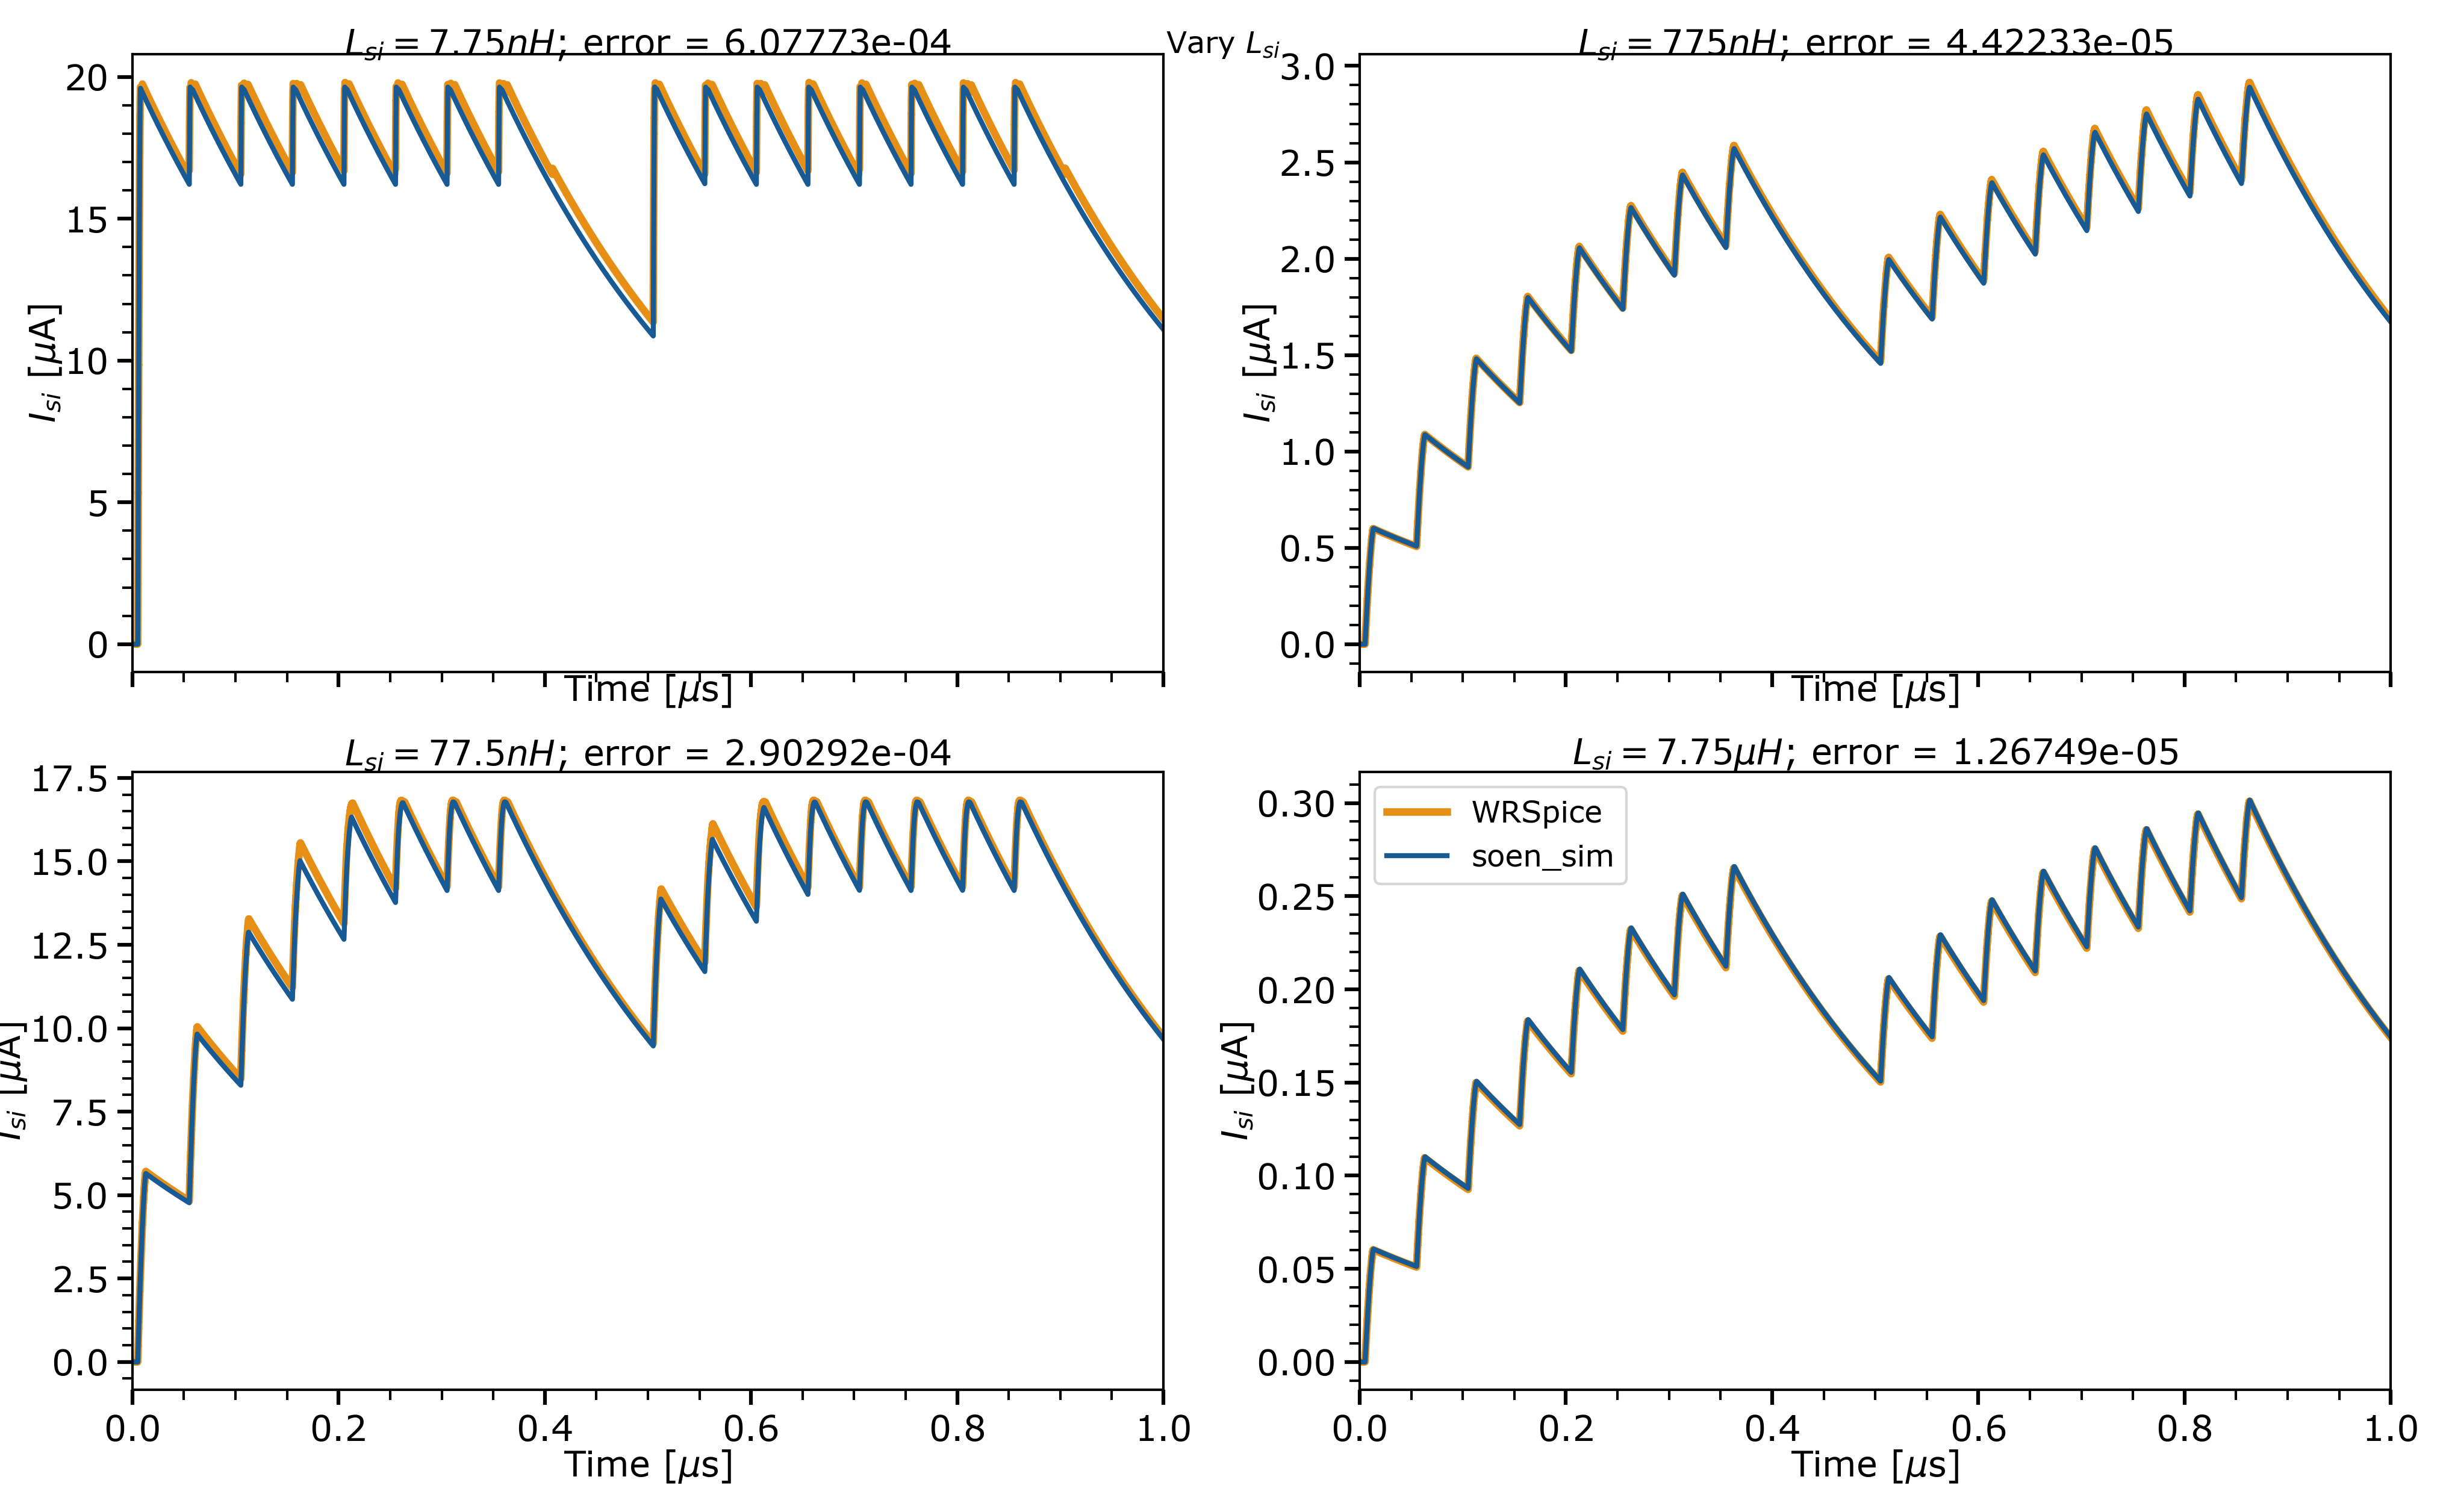 Vary L_si
L_si = 7.75nH; error = 6.07773e-04
20
15
10
5
0
I_si [μA]
Time [μs]
L_si = 775nH; error = 4.42233e-05
3.0
2.5
2.0
1.5
1.0
0.5
0.0
I_si [μA]
Time [μs]
L_si = 77.5nH; error = 2.90292e-04
17.5
15.0
12.5
10.0
7.5
5.0
2.5
0.0
I_si [μA]
0.0 0.2 0.4 0.6 0.8 1.0
Time [μs]
L_si = 7.75μH; error = 1.26749e-05
WRSpice
soen_sim
0.30
0.25
0.20
0.15
0.10
0.05
0.00
I_si [μA]
0.0 0.2 0.4 0.6 0.8 1.0
Time [μs]